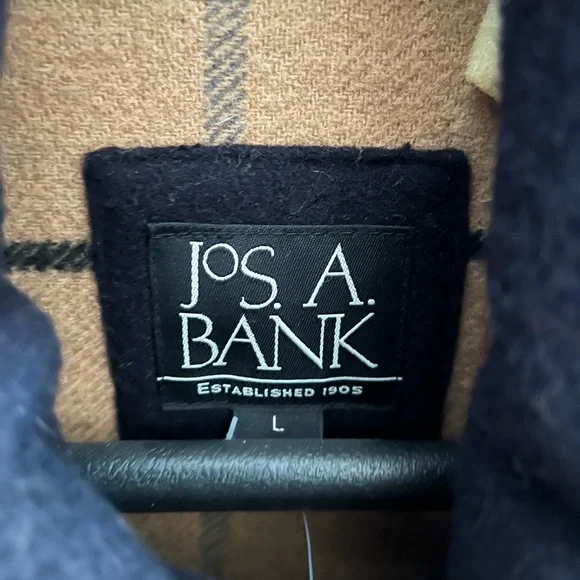 JoS. A.
BANK
ESTABLISHED 1905
L